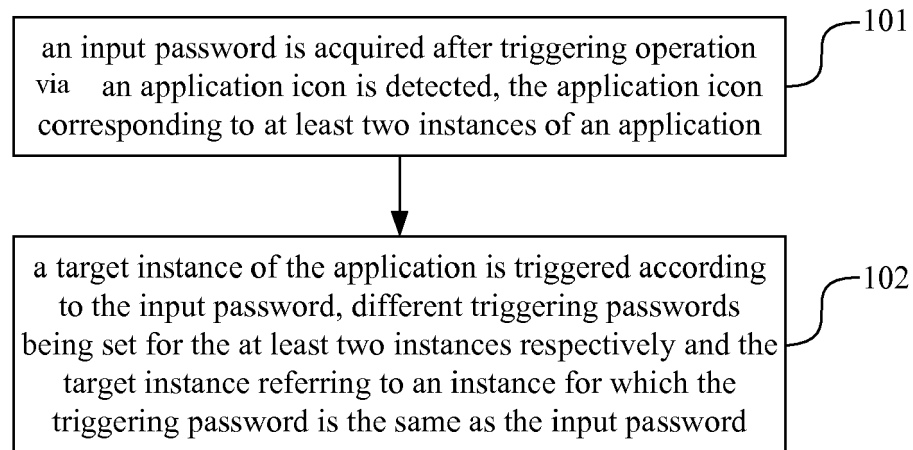 an input password is acquired after triggering operation
via an application icon is detected, the application icon
corresponding to at least two instances of an application
101
a target instance of the application is triggered according
to the input password, different triggering passwords
being set for the at least two instances respectively and the
target instance referring to an instance for which the
triggering password is the same as the input password
102